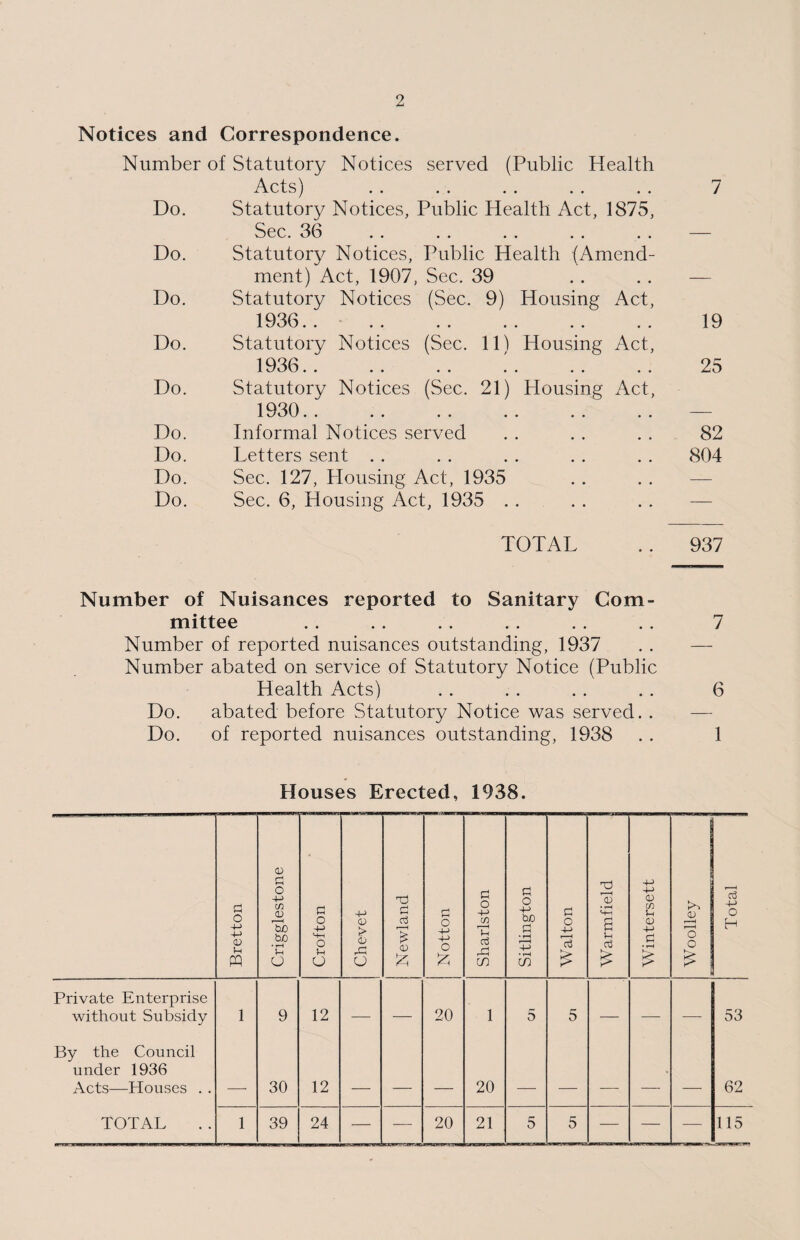 2
Notices and Correspondence.
Number of Statutory Notices served (Public Health
Acts) .. .. .. .. .. 7
Do. Statutory Notices, Public Health Act, 1875,
Sec. 36 .. .. .. .. .. —
Do. Statutory Notices, Public Health (Amend-
ment) Act, 1907, Sec. 39 .. .. —
Do. Statutory Notices (Sec. 9) Housing Act,
1936.. .. .. .. .. .. 19
Do. Statutory Notices (Sec. 11) Housing Act,
1936.. .. .. .. .. .. 25
Do. Statutory Notices (Sec. 21) Housing Act,
1930.. .. .. .. .. .. —
Do. Informal Notices served .. .. .. 82
Do. Letters sent .. .. .. .. .. 804
Do. Sec. 127, Housing Act, 1935 .. .. —
Do. Sec. 6, Housing Act, 1935 .. .. .. —
TOTAL .. 937
Number of Nuisances reported to Sanitary Com-
mittee .. .. .. .. .. .. 7
Number of reported nuisances outstanding, 1937 .. —
Number abated on service of Statutory Notice (Public
Health Acts) .. .. .. .. 6
Do. abated before Statutory Notice was served.. —
Do. of reported nuisances outstanding, 1938 .. 1
Houses Erected, 1938.
Bretton Crigglestone Crofton Chevet Newland Notton Sharlston Sitlington Walton Warmfield Wintersett Woolley Total
Private Enterprise
without Subsidy 1 9 12 — — 20 1 5 5 — — — 53
By the Council
under 1936
Acts—Houses .. — 30 12 — — — 20 — — — — — 62
TOTAL .. 1 39 24 — — 20 21 5 5 — — — 115